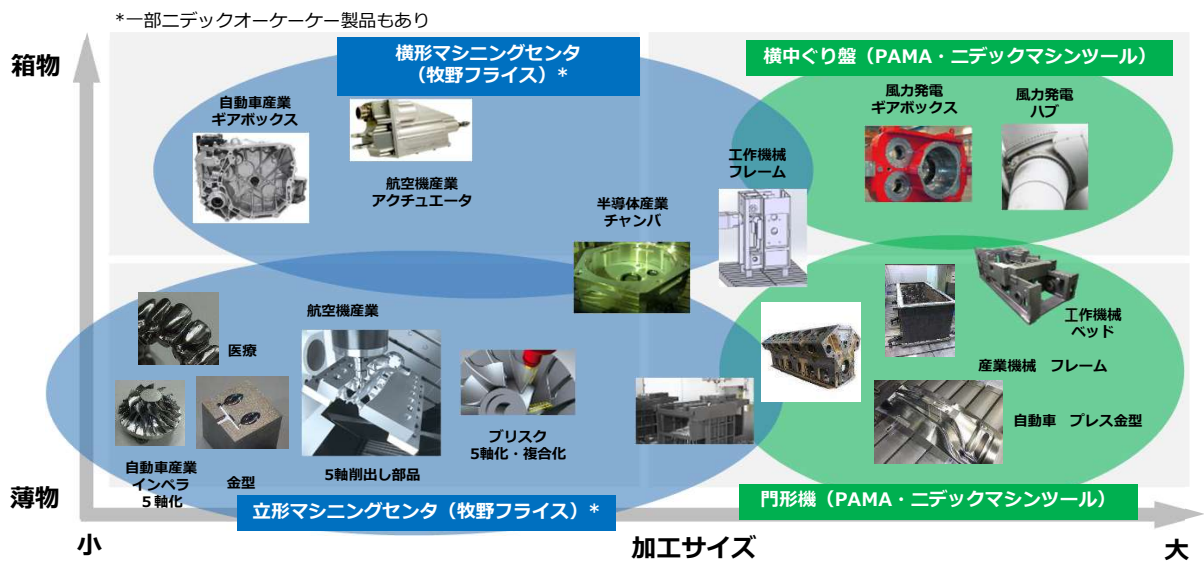 *一部ニデックオーケーケー製品もあり
箱物
横形マシニングセンタ
（牧野フライス）*
横中ぐり盤（PAMA・ニデックマシンツール）
自動車産業
ギアボックス
航空機産業
アクチュエータ
風力発電
ギアボックス
風力発電
ハブ
工作機械
フレーム
半導体産業
チャンバ
航空機産業
医療
工作機械
ベッド
産業機械　フレーム
自動車　プレス金型
ブリスク
5軸化・複合化
5軸削出し部品
自動車産業
インペラ
５軸化
金型
薄物
立形マシニングセンタ（牧野フライス）*
門形機（PAMA・ニデックマシンツール）
小
加工サイズ
大